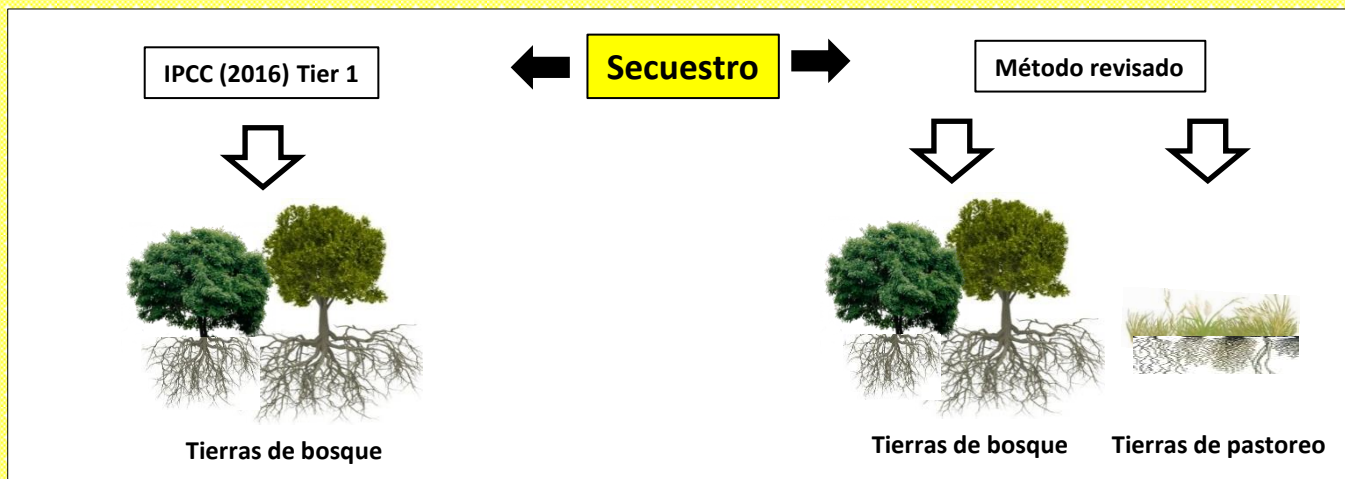 IPCC (2016) Tier 1
Secuestro
Método revisado
Tierras de bosque
Tierras de bosque
Tierras de pastoreo